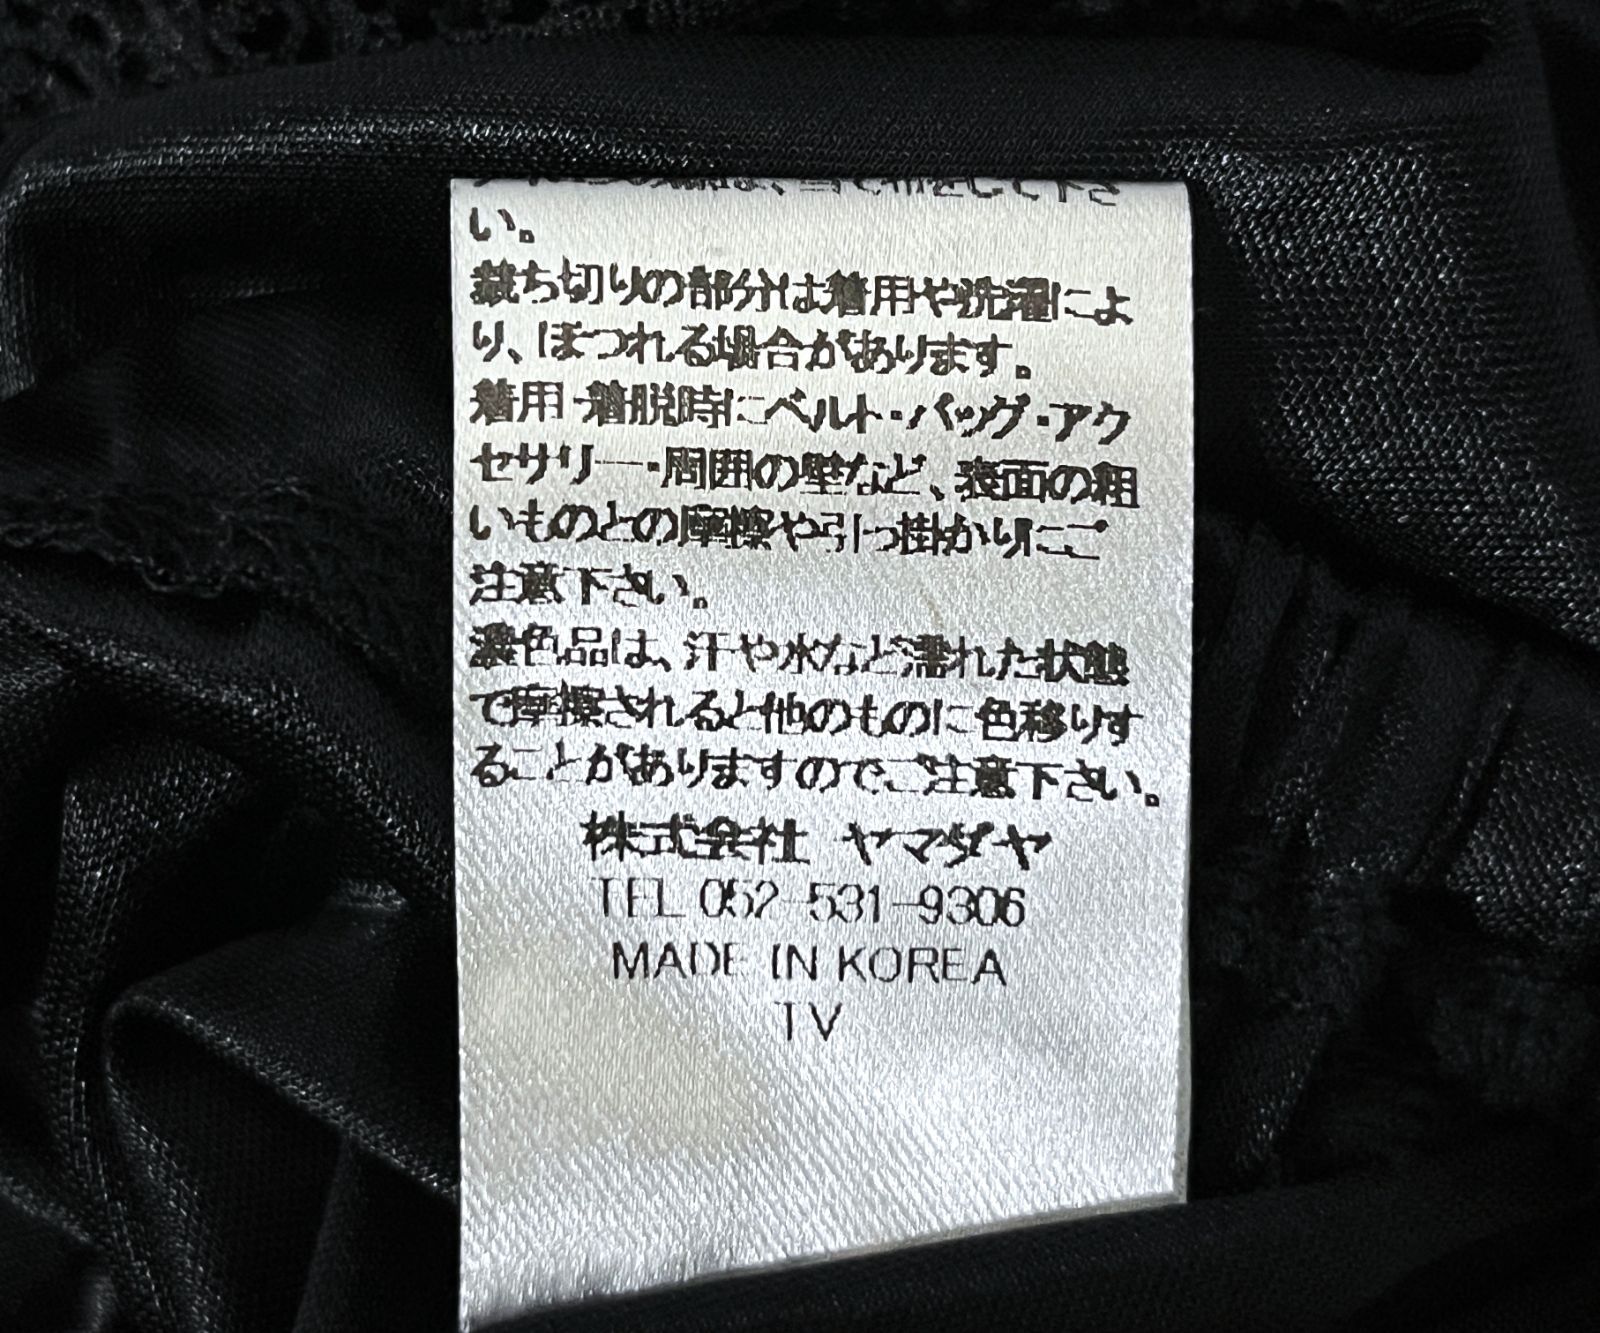 い。
裁ち切りの部分は着用や洗濯によ
り、ほつれる場合があります。
着用・着脱時にベルト・バッグ・アク
セサリー・周囲の壁など、表面の粗
いものとの摩擦や引っ掛かりにご
注意下さい。
濃色品は、汗や水など濡れた状態
で摩擦されると他のものに色移りす
ることがありますのでご注意下さい。
株式会社 ヤマダヤ
TEL 052-531-9306
MADE IN KOREA
TV